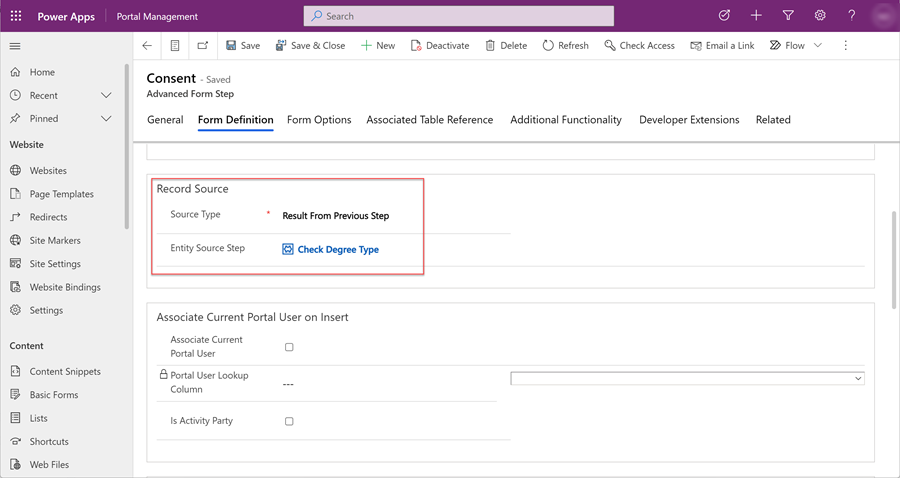 Power Apps
Portal Management
Search
?
Save
Save & Close
New
Deactivate
Delete
Refresh
Check Access
Email a Link
Flow
Home
Recent
Pinned
Website
Websites
Page Templates
Redirects
Site Markers
Site Settings
Website Bindings
Settings
Content
Content Snippets
Basic Forms
Lists
Shortcuts
Web Files
Consent - Saved
Advanced Form Step
General
Form Definition
Form Options
Associated Table Reference
Additional Functionality
Developer Extensions
Related
Record Source
Source Type * Result From Previous Step
Entity Source Step Check Degree Type
Associate Current Portal User on Insert
Associate Current
Portal User
Portal User Lookup
Column
---
Is Activity Party